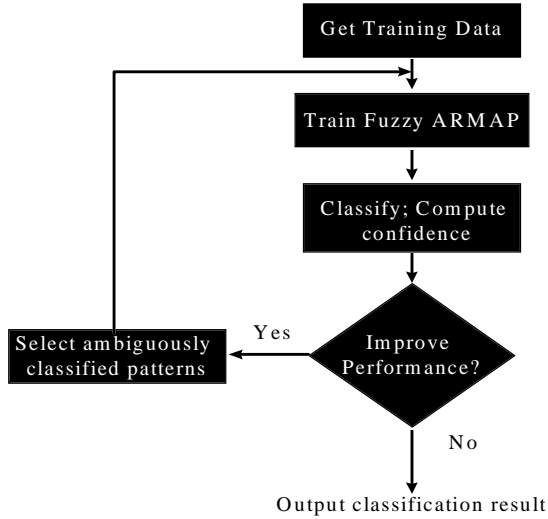 Get Training Data
Train Fuzzy ARMAP
Classify; Compute
confidence
Improve
Performance?
Yes
Select ambiguously
classified patterns
No
Output classification result